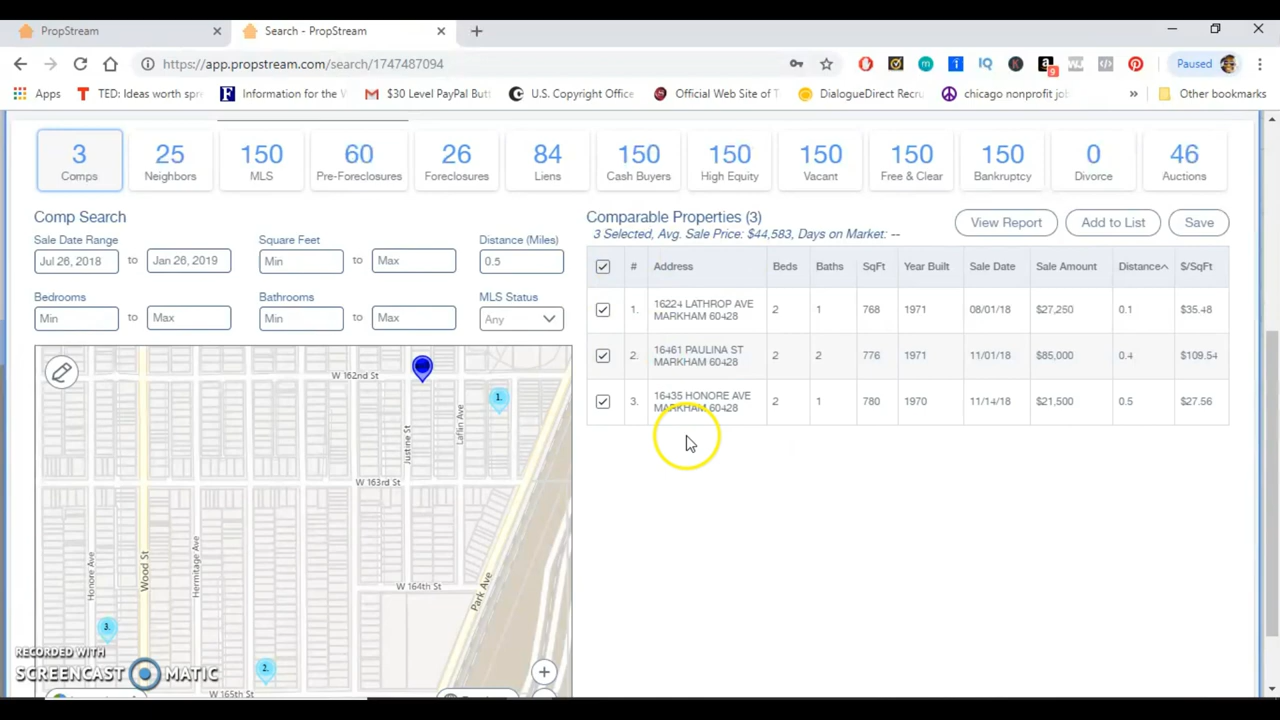 PropStream
Search - PropStream
https://app.propstream.com/search/1747487094
Paused
9
Apps
TED: Ideas worth spr
Information for the
$30 Level PayPal Butt
U.S. Copyright Office
Official Web Site of T
DialogueDirect Recru
chicago nonprofit job
Other bookmarks
3 Comps
25 Neighbors
150 MLS
60 Pre-Foreclosures
26 Foreclosures
84 Liens
150 Cash Buyers
150 High Equity
150 Vacant
150 Free & Clear
150 Bankruptcy
0 Divorce
46 Auctions
Comp Search
Sale Date Range
Square Feet
Distance (Miles)
Jul 26, 2018 to Jan 26, 2019
Min to Max
0.5
Bedrooms
Bathrooms
MLS Status
Min to Max
Min to Max
Any
Comparable Properties (3)
3 Selected, Avg. Sale Price: $44,583, Days on Market: --
View Report
Add to List
Save
# Address Beds Baths SqFt Year Built Sale Date Sale Amount Distance $/SqFt
1. 16224 LATHROP AVE MARKHAM 60428 2 1 768 1971 08/01/18 $27,250 0.1 $35.48
2. 16461 PAULINA ST MARKHAM 60428 2 2 776 1971 11/01/18 $85,000 0.4 $109.54
3. 16435 HONORE AVE MARKHAM 60428 2 1 780 1970 11/14/18 $21,500 0.5 $27.56
W 162nd St
1.
Justine St
Laflin Ave
W 163rd St
Honore Ave
Wood St
Hermitage Ave
W 164th St
Park Ave
3.
2.
W 165th St
RECORDED WITH
SCREENCAST MATIC